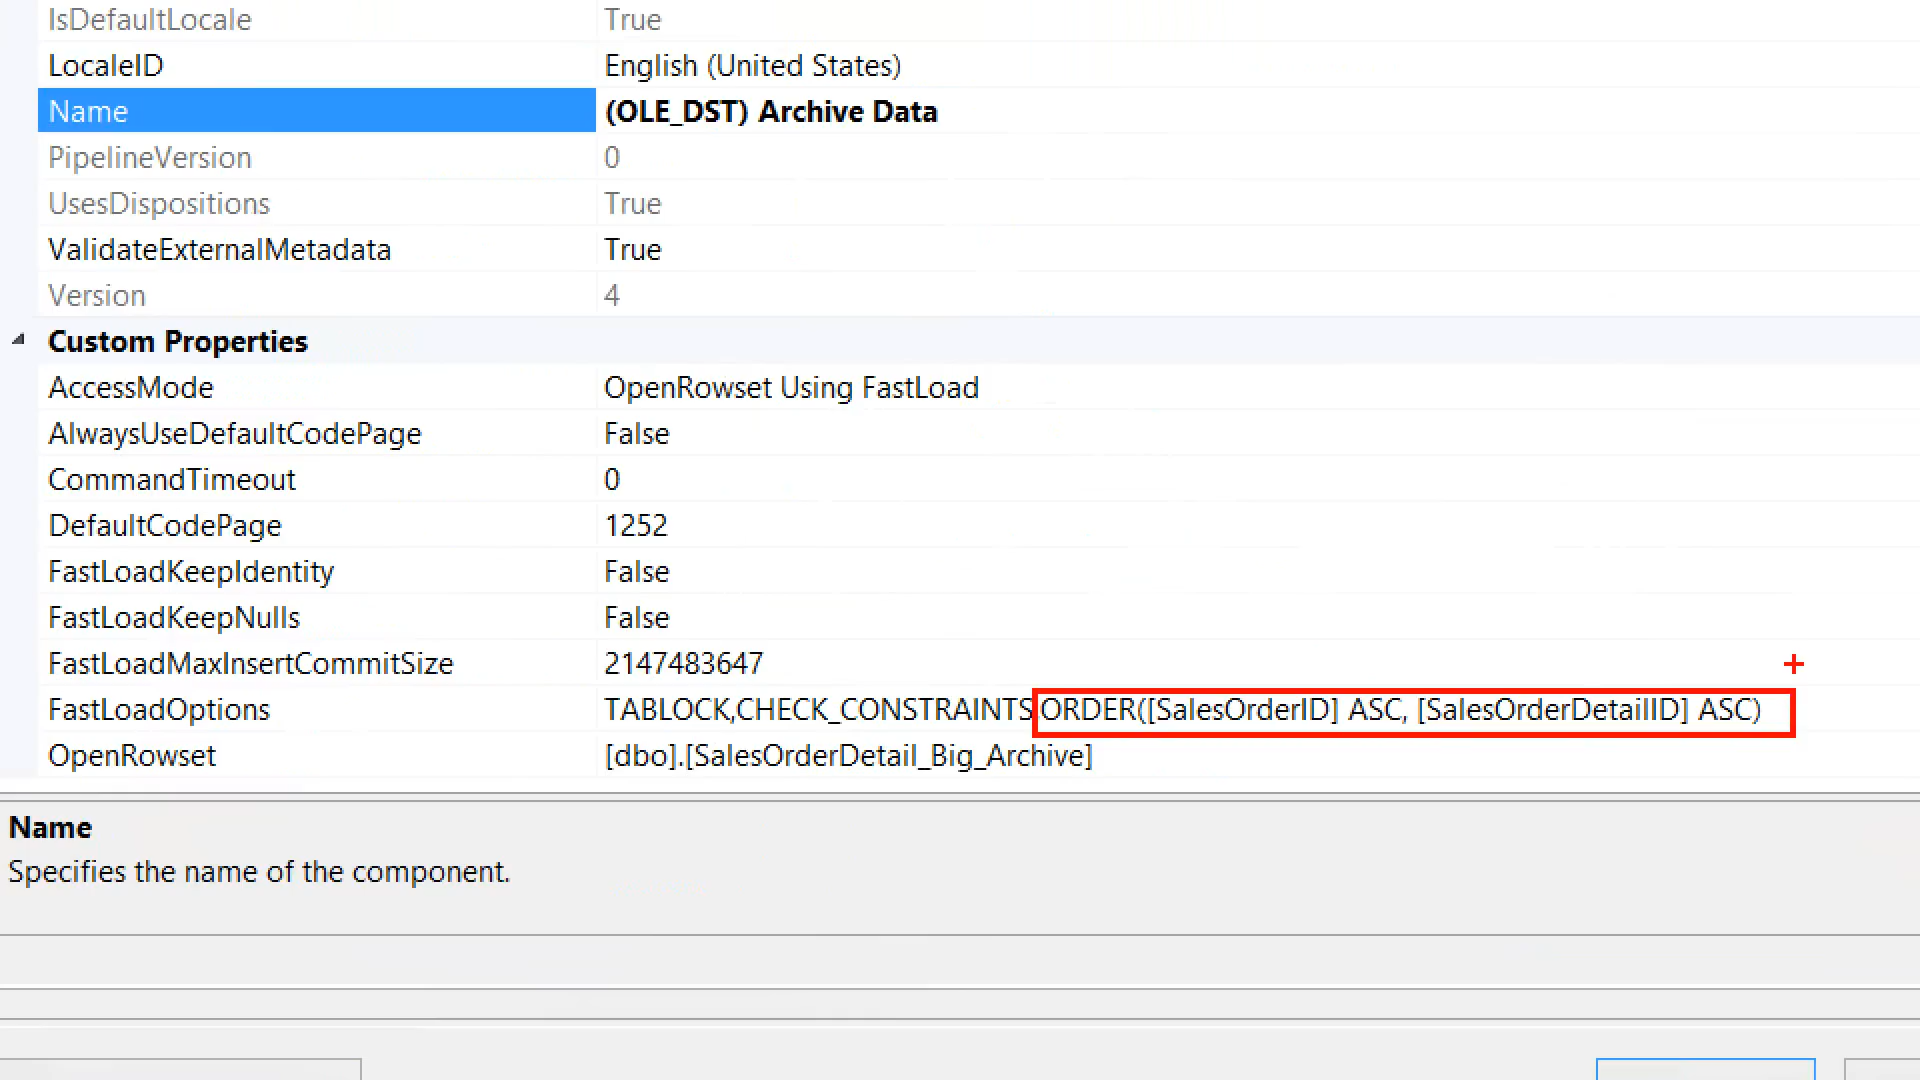 IsDefaultLocale True
LocaleID English (United States)
Name (OLE_DST) Archive Data
PipelineVersion 0
UsesDispositions True
ValidateExternalMetadata True
Version 4
Custom Properties
AccessMode OpenRowset Using FastLoad
AlwaysUseDefaultCodePage False
CommandTimeout 0
DefaultCodePage 1252
FastLoadKeepIdentity False
FastLoadKeepNulls False
FastLoadMaxInsertCommitSize 2147483647
FastLoadOptions TABLOCK,CHECK_CONSTRAINTS,ORDER([SalesOrderID] ASC, [SalesOrderDetailID] ASC)
OpenRowset [dbo].[SalesOrderDetail_Big_Archive]
Name
Specifies the name of the component.